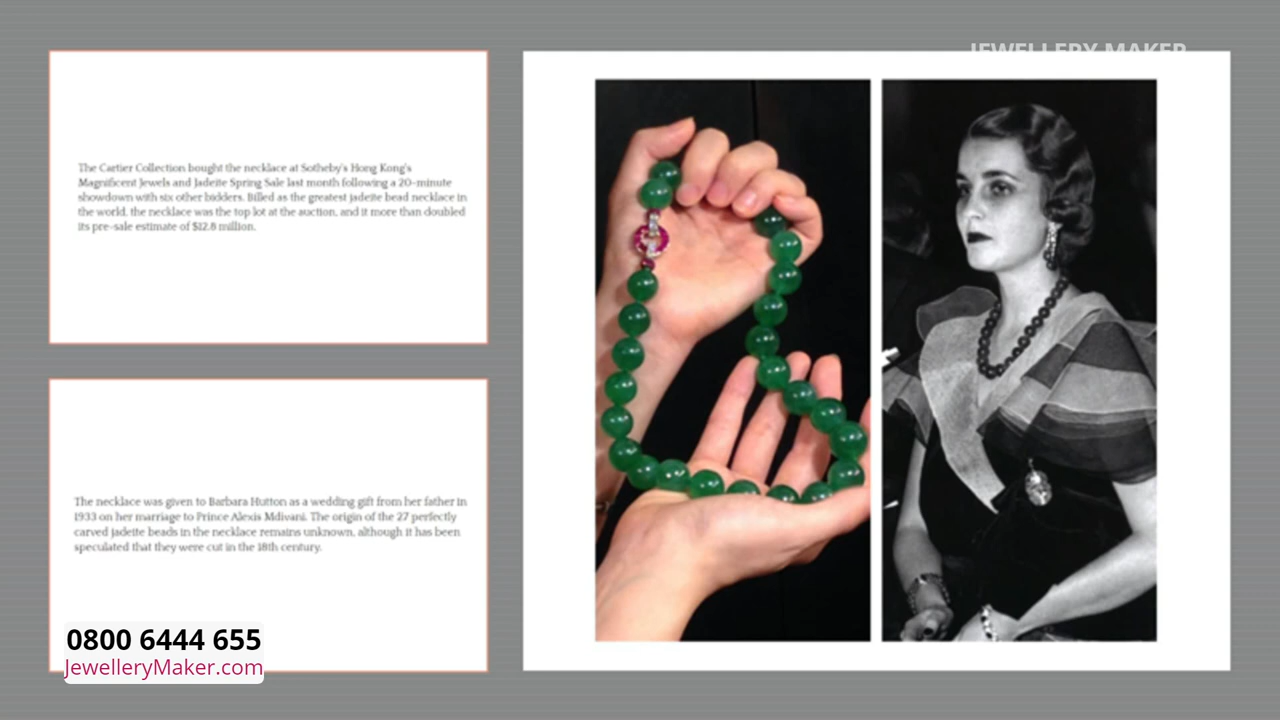 JEWELLERY MAKER
The Cartier Collection bought the necklace at Sotheby's Hong Kong's
Magnificent Jewels and Jadeite Spring Sale last month following a 20-minute
showdown with six other bidders. Billed as the greatest jadeite bead necklace in
the world, the necklace was the top lot at the auction, and it more than doubled
its pre-sale estimate of $12.8 million.
The necklace was given to Barbara Hutton as a wedding gift from her father in
1933 on her marriage to Prince Alexis Mdivani. The origin of the 27 perfectly
carved jadeite beads in the necklace remains unknown, although it has been
speculated that they were cut in the 18th century.
0800 6444 655
JewelleryMaker.com